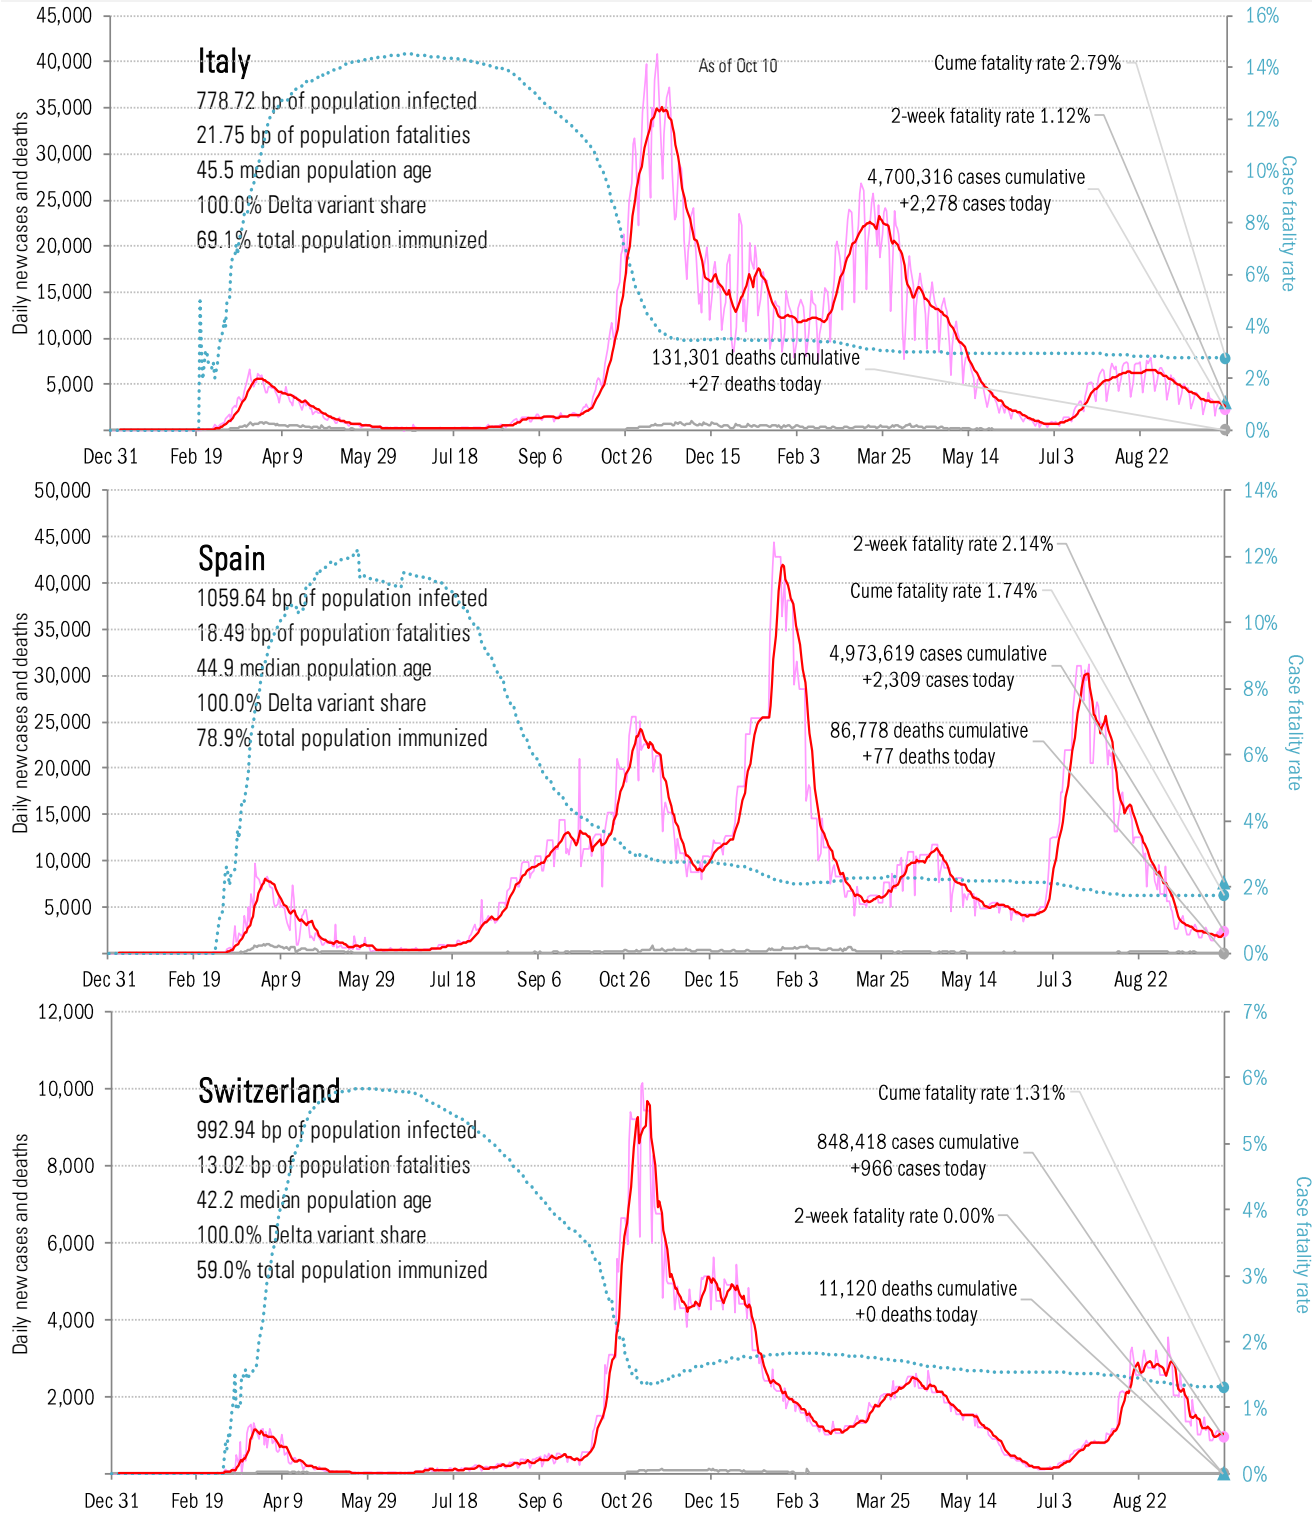 45,000
40,000
35,000
30,000
25,000
20,000
15,000
10,000
5,000
Daily new cases and deaths
Italy
778.72 bp of population infected
21.75 bp of population fatalities
45.5 median population age
100.0% Delta variant share
69.1% total population immunized
As of Oct 10
Cume fatality rate 2.79%
2-week fatality rate 1.12%
4,700,316 cases cumulative
+2,278 cases today
131,301 deaths cumulative
+27 deaths today
16%
14%
12%
10%
8%
6%
4%
2%
0%
Case fatality rate
Dec 31 Feb 19 Apr 9 May 29 Jul 18 Sep 6 Oct 26 Dec 15 Feb 3 Mar 25 May 14 Jul 3 Aug 22
50,000
45,000
40,000
35,000
30,000
25,000
20,000
15,000
10,000
5,000
Daily new cases and deaths
Spain
1059.64 bp of population infected
18.49 bp of population fatalities
44.9 median population age
100.0% Delta variant share
78.9% total population immunized
2-week fatality rate 2.14%
Cume fatality rate 1.74%
4,973,619 cases cumulative
+2,309 cases today
86,778 deaths cumulative
+77 deaths today
14%
12%
10%
8%
6%
4%
2%
0%
Case fatality rate
Dec 31 Feb 19 Apr 9 May 29 Jul 18 Sep 6 Oct 26 Dec 15 Feb 3 Mar 25 May 14 Jul 3 Aug 22
12,000
10,000
8,000
6,000
4,000
2,000
Daily new cases and deaths
Switzerland
992.94 bp of population infected
13.02 bp of population fatalities
42.2 median population age
100.0% Delta variant share
59.0% total population immunized
Cume fatality rate 1.31%
848,418 cases cumulative
+966 cases today
2-week fatality rate 0.00%
11,120 deaths cumulative
+0 deaths today
7%
6%
5%
4%
3%
2%
1%
0%
Case fatality rate
Dec 31 Feb 19 Apr 9 May 29 Jul 18 Sep 6 Oct 26 Dec 15 Feb 3 Mar 25 May 14 Jul 3 Aug 22